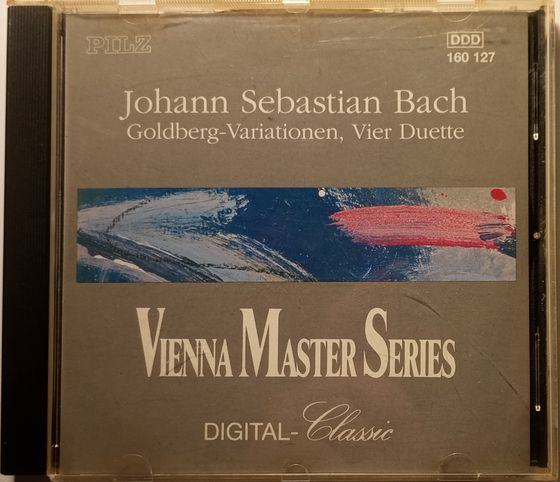 PILZ
DDD
160 127
Johann Sebastian Bach
Goldberg-Variationen, Vier Duette
VIENNA MASTER SERIES
DIGITAL-Classic